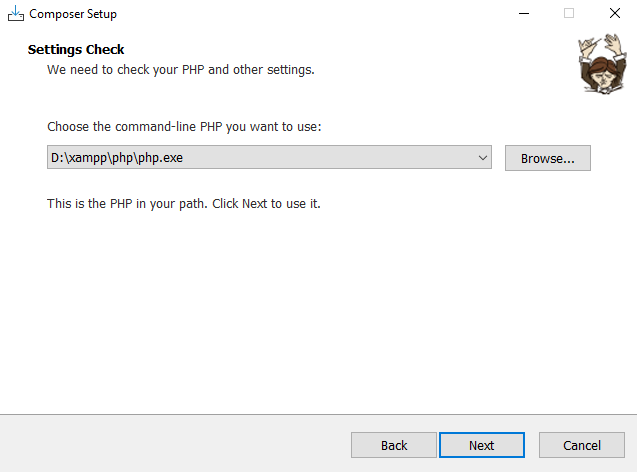 Composer Setup
Settings Check
We need to check your PHP and other settings.
Choose the command-line PHP you want to use:
D:\xampp\php\php.exe
Browse...
This is the PHP in your path. Click Next to use it.
Back
Next
Cancel